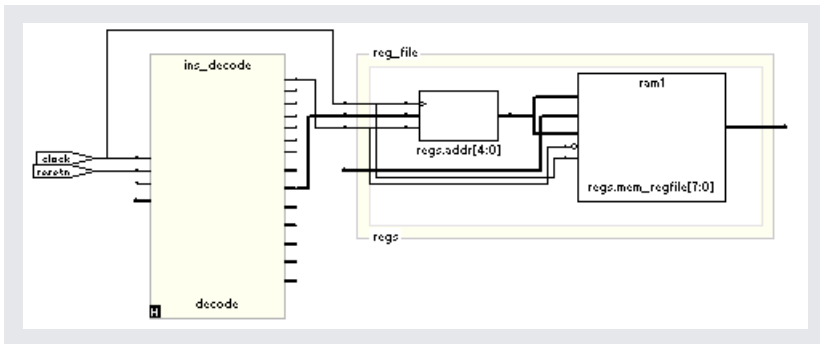 ins_decode
reg_file
ram1
clock
resetn
regs.addr[4:0]
regs.mem_regfile[7:0]
regs
decode
H